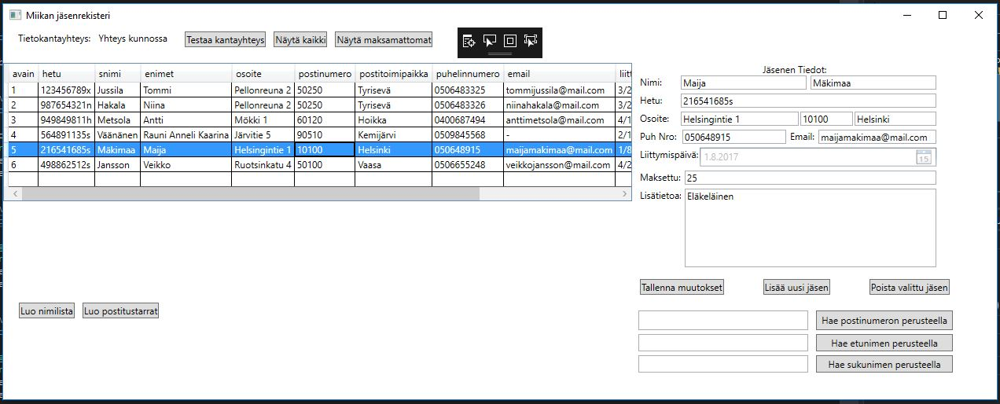 Miikan jäsenrekisteri
Tietokantayhteys: Yhteys kunnossa Testaa kantayhteys Näytä kaikki Näytä maksamattomat
avain hetu snimi enimet osoite postinumero postitoimipaikka puhelinnumero email liitt
1 123456789x Jussila Tommi Pellonreuna 2 50250 Tyrisevä 0506483325 tommijussila@mail.com 3/2
2 987654321n Hakala Niina Pellonreuna 2 50250 Tyrisevä 0506483326 niinahakala@mail.com 3/2
3 949849811h Metsola Antti Mökki 1 60120 Hoikka 0400687494 anttimetsola@mail.com 4/1
4 564891135s Väänänen Rauni Anneli Kaarina Järvitie 5 90510 Kemijärvi 0509845568 - 2/1
5 216541685s Mäkimaa Maija Helsingintie 1 10100 Helsinki 050648915 maijamakimaa@mail.com 1/8
6 498862512s Jansson Veikko Ruotsinkatu 4 50100 Vaasa 0506655248 veikkojansson@mail.com 4/2
Luo nimilista Luo postitustarrat
Jäsenen Tiedot:
Nimi: Maija Mäkimaa
Hetu: 216541685s
Osoite: Helsingintie 1 10100 Helsinki
Puh Nro: 050648915 Email: maijamakimaa@mail.com
Liittymispäivä: 1.8.2017 15
Maksettu: 25
Lisätietoa: Eläkeläinen
Tallenna muutokset Lisää uusi jäsen Poista valittu jäsen
Hae postinumeron perusteella
Hae etunimen perusteella
Hae sukunimen perusteella